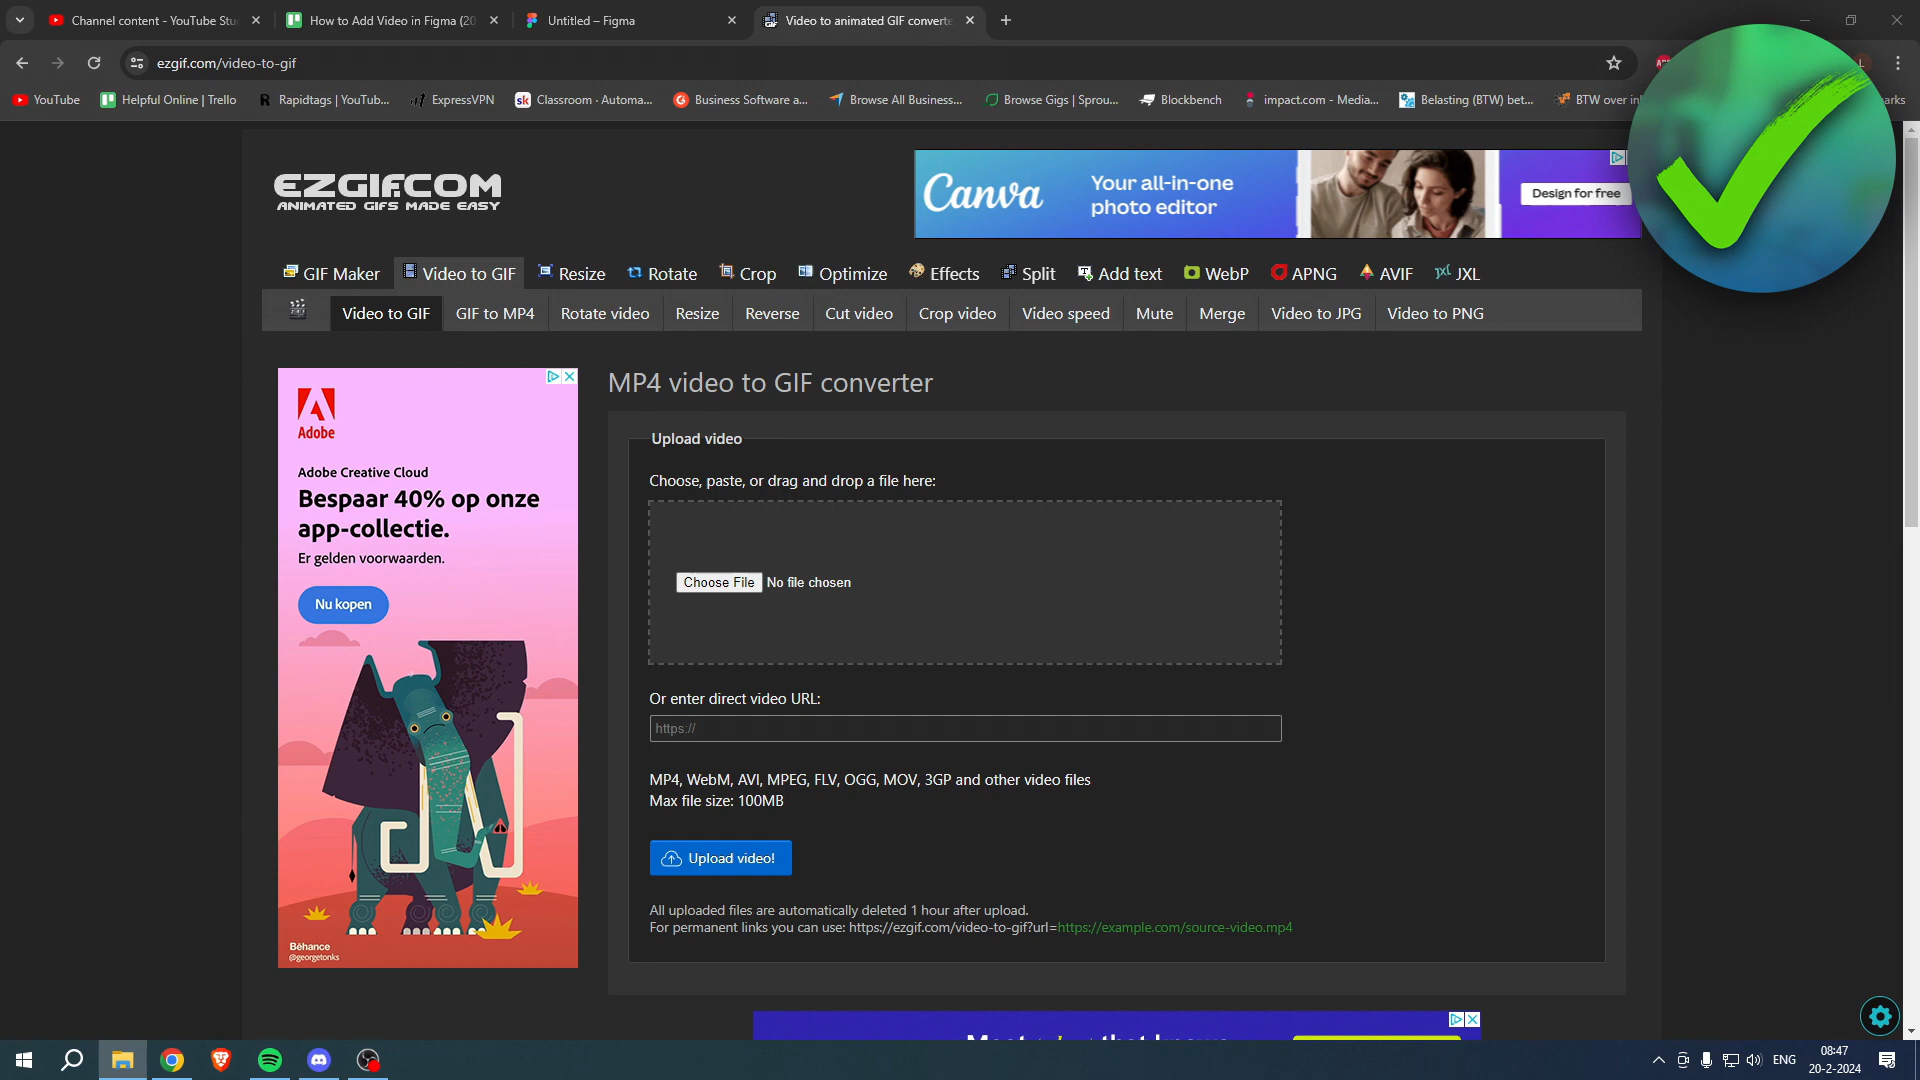 Channel content - YouTube Stu
How to Add Video in Figma (20
Untitled – Figma
Video to animated GIF converte
ezgif.com/video-to-gif
YouTube
Helpful Online | Trello
Rapidtags | YouTub...
ExpressVPN
Classroom · Automa...
Business Software a...
Browse All Business...
Browse Gigs | Sprou...
Blockbench
impact.com - Media...
Belasting (BTW) bet...
BTW over in
arks
EZGIF.COM
ANIMATED GIFS MADE EASY
Canva
Your all-in-one
photo editor
Design for free
GIF Maker
Video to GIF
Resize
Rotate
Crop
Optimize
Effects
Split
Add text
WebP
APNG
AVIF
JXL
Video to GIF
GIF to MP4
Rotate video
Resize
Reverse
Cut video
Crop video
Video speed
Mute
Merge
Video to JPG
Video to PNG
Adobe
Adobe Creative Cloud
Bespaar 40% op onze
app-collectie.
Er gelden voorwaarden.
Nu kopen
Bēhance
@georgetonks
MP4 video to GIF converter
Upload video
Choose, paste, or drag and drop a file here:
Choose File No file chosen
Or enter direct video URL:
https://
MP4, WebM, AVI, MPEG, FLV, OGG, MOV, 3GP and other video files
Max file size: 100MB
Upload video!
All uploaded files are automatically deleted 1 hour after upload.
For permanent links you can use: https://ezgif.com/video-to-gif?url=https://example.com/source-video.mp4
ENG
08:47
20-2-2024